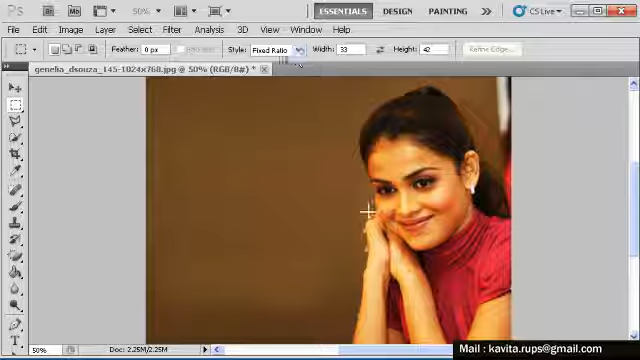 Ps Br Mb 50% ESSENTIALS DESIGN PAINTING CS Live
File Edit Image Layer Select Filter Analysis 3D View Window Help
Feather: 0 px Style: Fixed Ratio Width: 33 Height: 42 Refine Edge...
genelia_dsouza_145-1024x768.jpg @ 50% (RGB/8#) *
50% Doc: 2.25M/2.25M
Mail : kavita.rups@gmail.com